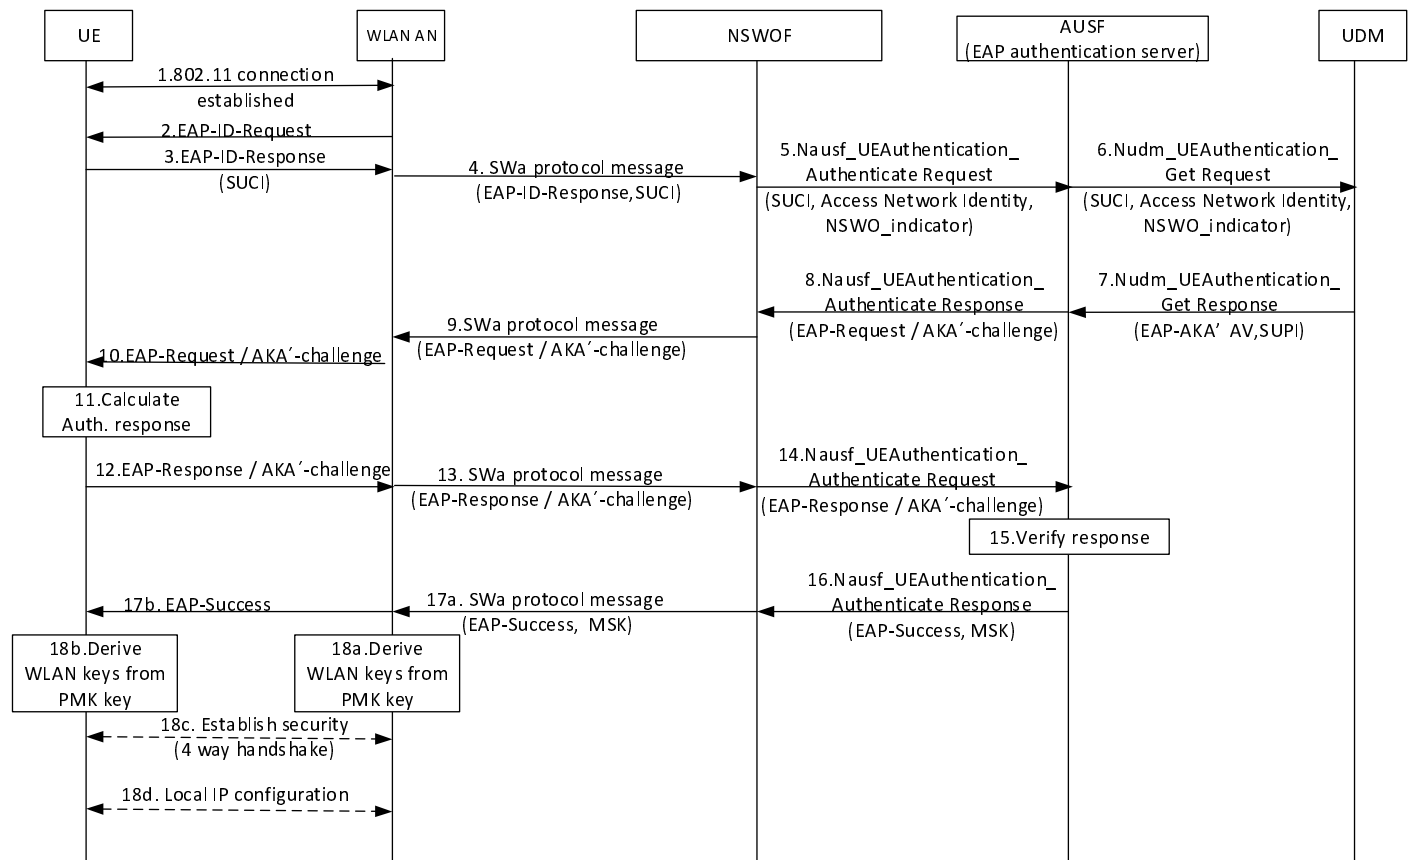 UE
WLAN AN
NSWOF
AUSF
(EAP authentication server)
UDM
1.802.11 connection
established
2.EAP-ID-Request
3.EAP-ID-Response
(SUCI)
4. SWa protocol message
(EAP-ID-Response,SUCI)
5.Nausf_UEAuthentication_
Authenticate Request
(SUCI, Access Network Identity,
NSWO_indicator)
6.Nudm_UEAuthentication_
Get Request
(SUCI, Access Network Identity,
NSWO_indicator)
7.Nudm_UEAuthentication_
Get Response
(EAP-AKA’ AV,SUPI)
8.Nausf_UEAuthentication_
Authenticate Response
(EAP-Request / AKA´-challenge)
9.SWa protocol message
(EAP-Request / AKA´-challenge)
10.EAP-Request / AKA´-challenge
11.Calculate
Auth. response
12.EAP-Response / AKA´-challenge
13. SWa protocol message
(EAP-Response / AKA´-challenge)
14.Nausf_UEAuthentication_
Authenticate Request
(EAP-Response / AKA´-challenge)
15.Verify response
16.Nausf_UEAuthentication_
Authenticate Response
(EAP-Success, MSK)
17a. SWa protocol message
(EAP-Success, MSK)
17b. EAP-Success
18b.Derive
WLAN keys from
PMK key
18a.Derive
WLAN keys from
PMK key
18c. Establish security
(4 way handshake)
18d. Local IP configuration